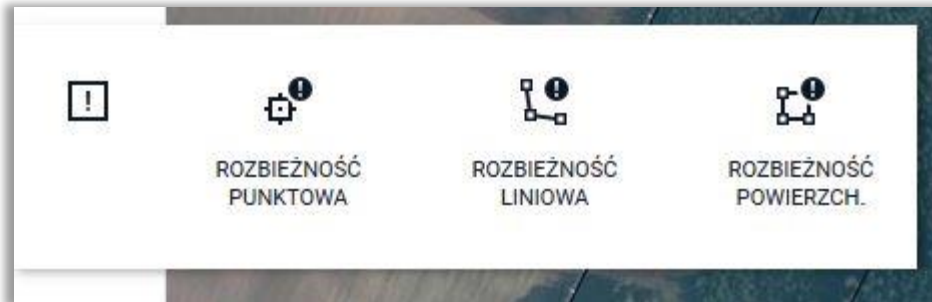 ROZBIEŻNOŚĆ
PUNKTOWA
ROZBIEŻNOŚĆ
LINIOWA
ROZBIEŻNOŚĆ
POWIERZCH.